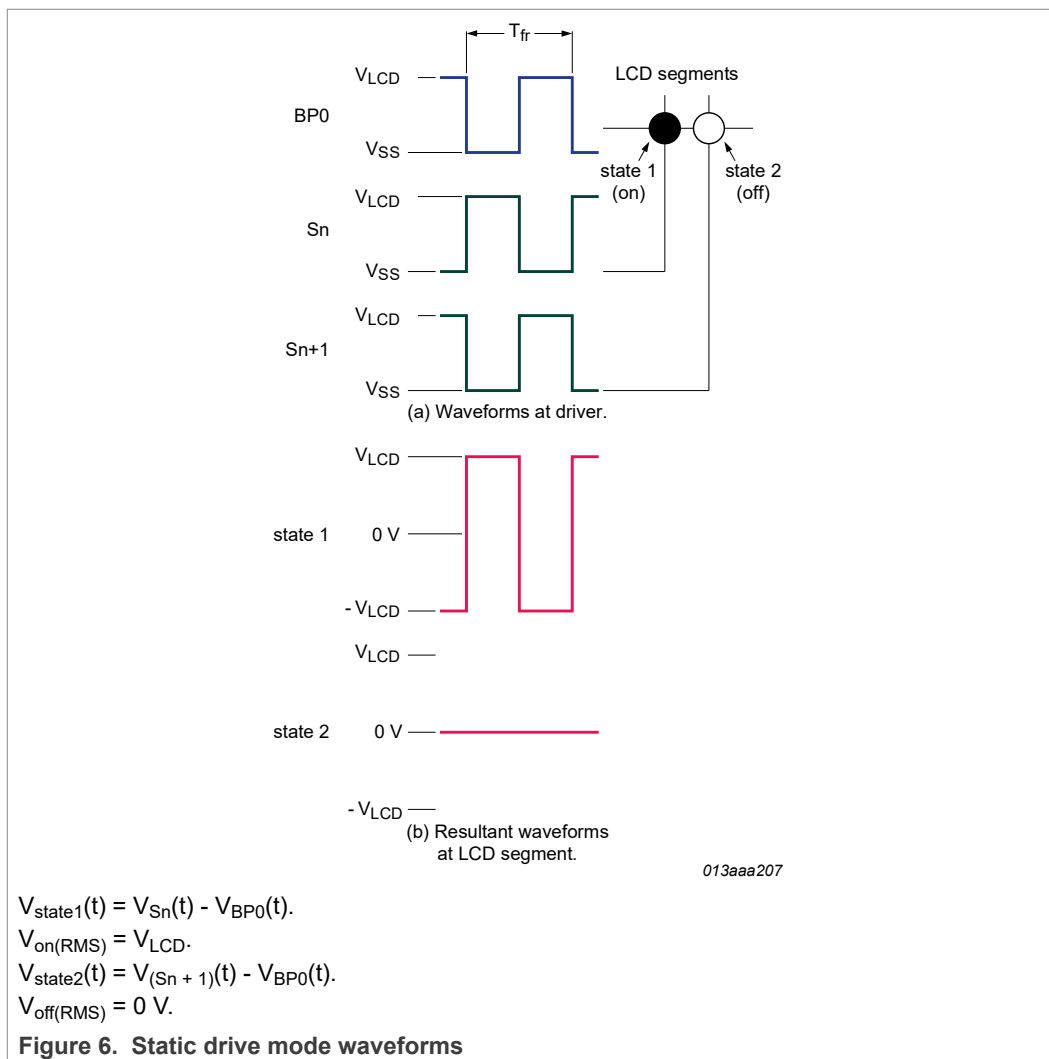 Tfr
VLCD
LCD segments
BP0
VSS
state 1
(on)
state 2
(off)
VLCD
Sn
VSS
VLCD
Sn+1
VSS
(a) Waveforms at driver.
VLCD
state 1
0 V
- VLCD
VLCD
state 2
0 V
- VLCD
(b) Resultant waveforms
at LCD segment.
013aaa207
Vstate1(t) = VSn(t) - VBP0(t).
Von(RMS) = VLCD.
Vstate2(t) = V(Sn + 1)(t) - VBP0(t).
Voff(RMS) = 0 V.
Figure 6. Static drive mode waveforms